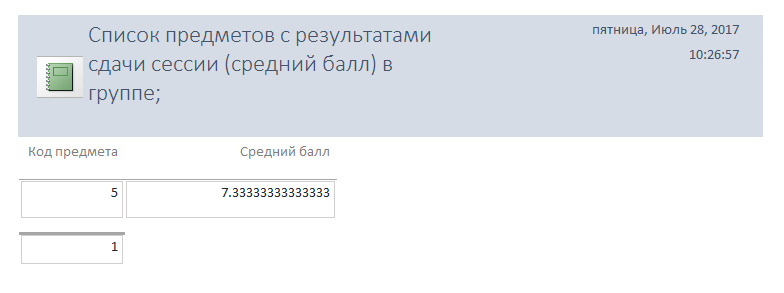 Список предметов с результатами
сдачи сессии (средний балл) в
группе;
пятница, Июль 28, 2017
10:26:57
Код предмета Средний балл
5 7.33333333333333
1